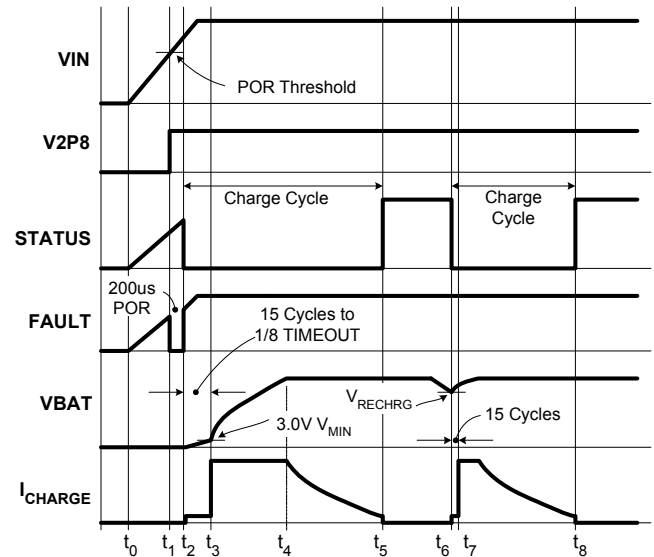 VIN
POR Threshold
V2P8
Charge Cycle
Charge
Cycle
STATUS
200us
POR
FAULT
15 Cycles to
1/8 TIMEOUT
VBAT
VRECHRG
3.0V VMIN
15 Cycles
ICHARGE
t0 t1 t2 t3 t4 t5 t6 t7 t8